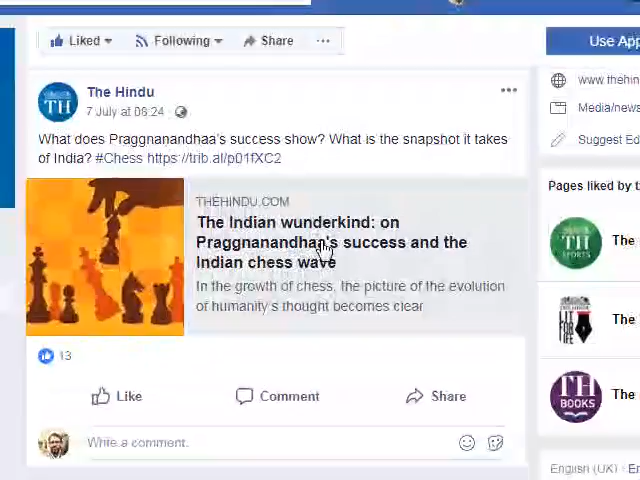 Liked Following Share ...
Use App
The Hindu
7 July at 08:24
What does Praggnanandhaa's success show? What is the snapshot it takes
of India? #Chess https://trib.al/p01fXC2
THEHINDU.COM
The Indian wunderkind: on
Praggnanandhaa's success and the
Indian chess wave
In the growth of chess, the picture of the evolution
of humanity's thought becomes clear
13
Like Comment Share
Write a comment.
www.thehin
Media/news
Suggest Ed
Pages liked by t
TH
SPORTS
The
LIT
FOR
LIFE
The
TH
BOOKS
The
English (UK)